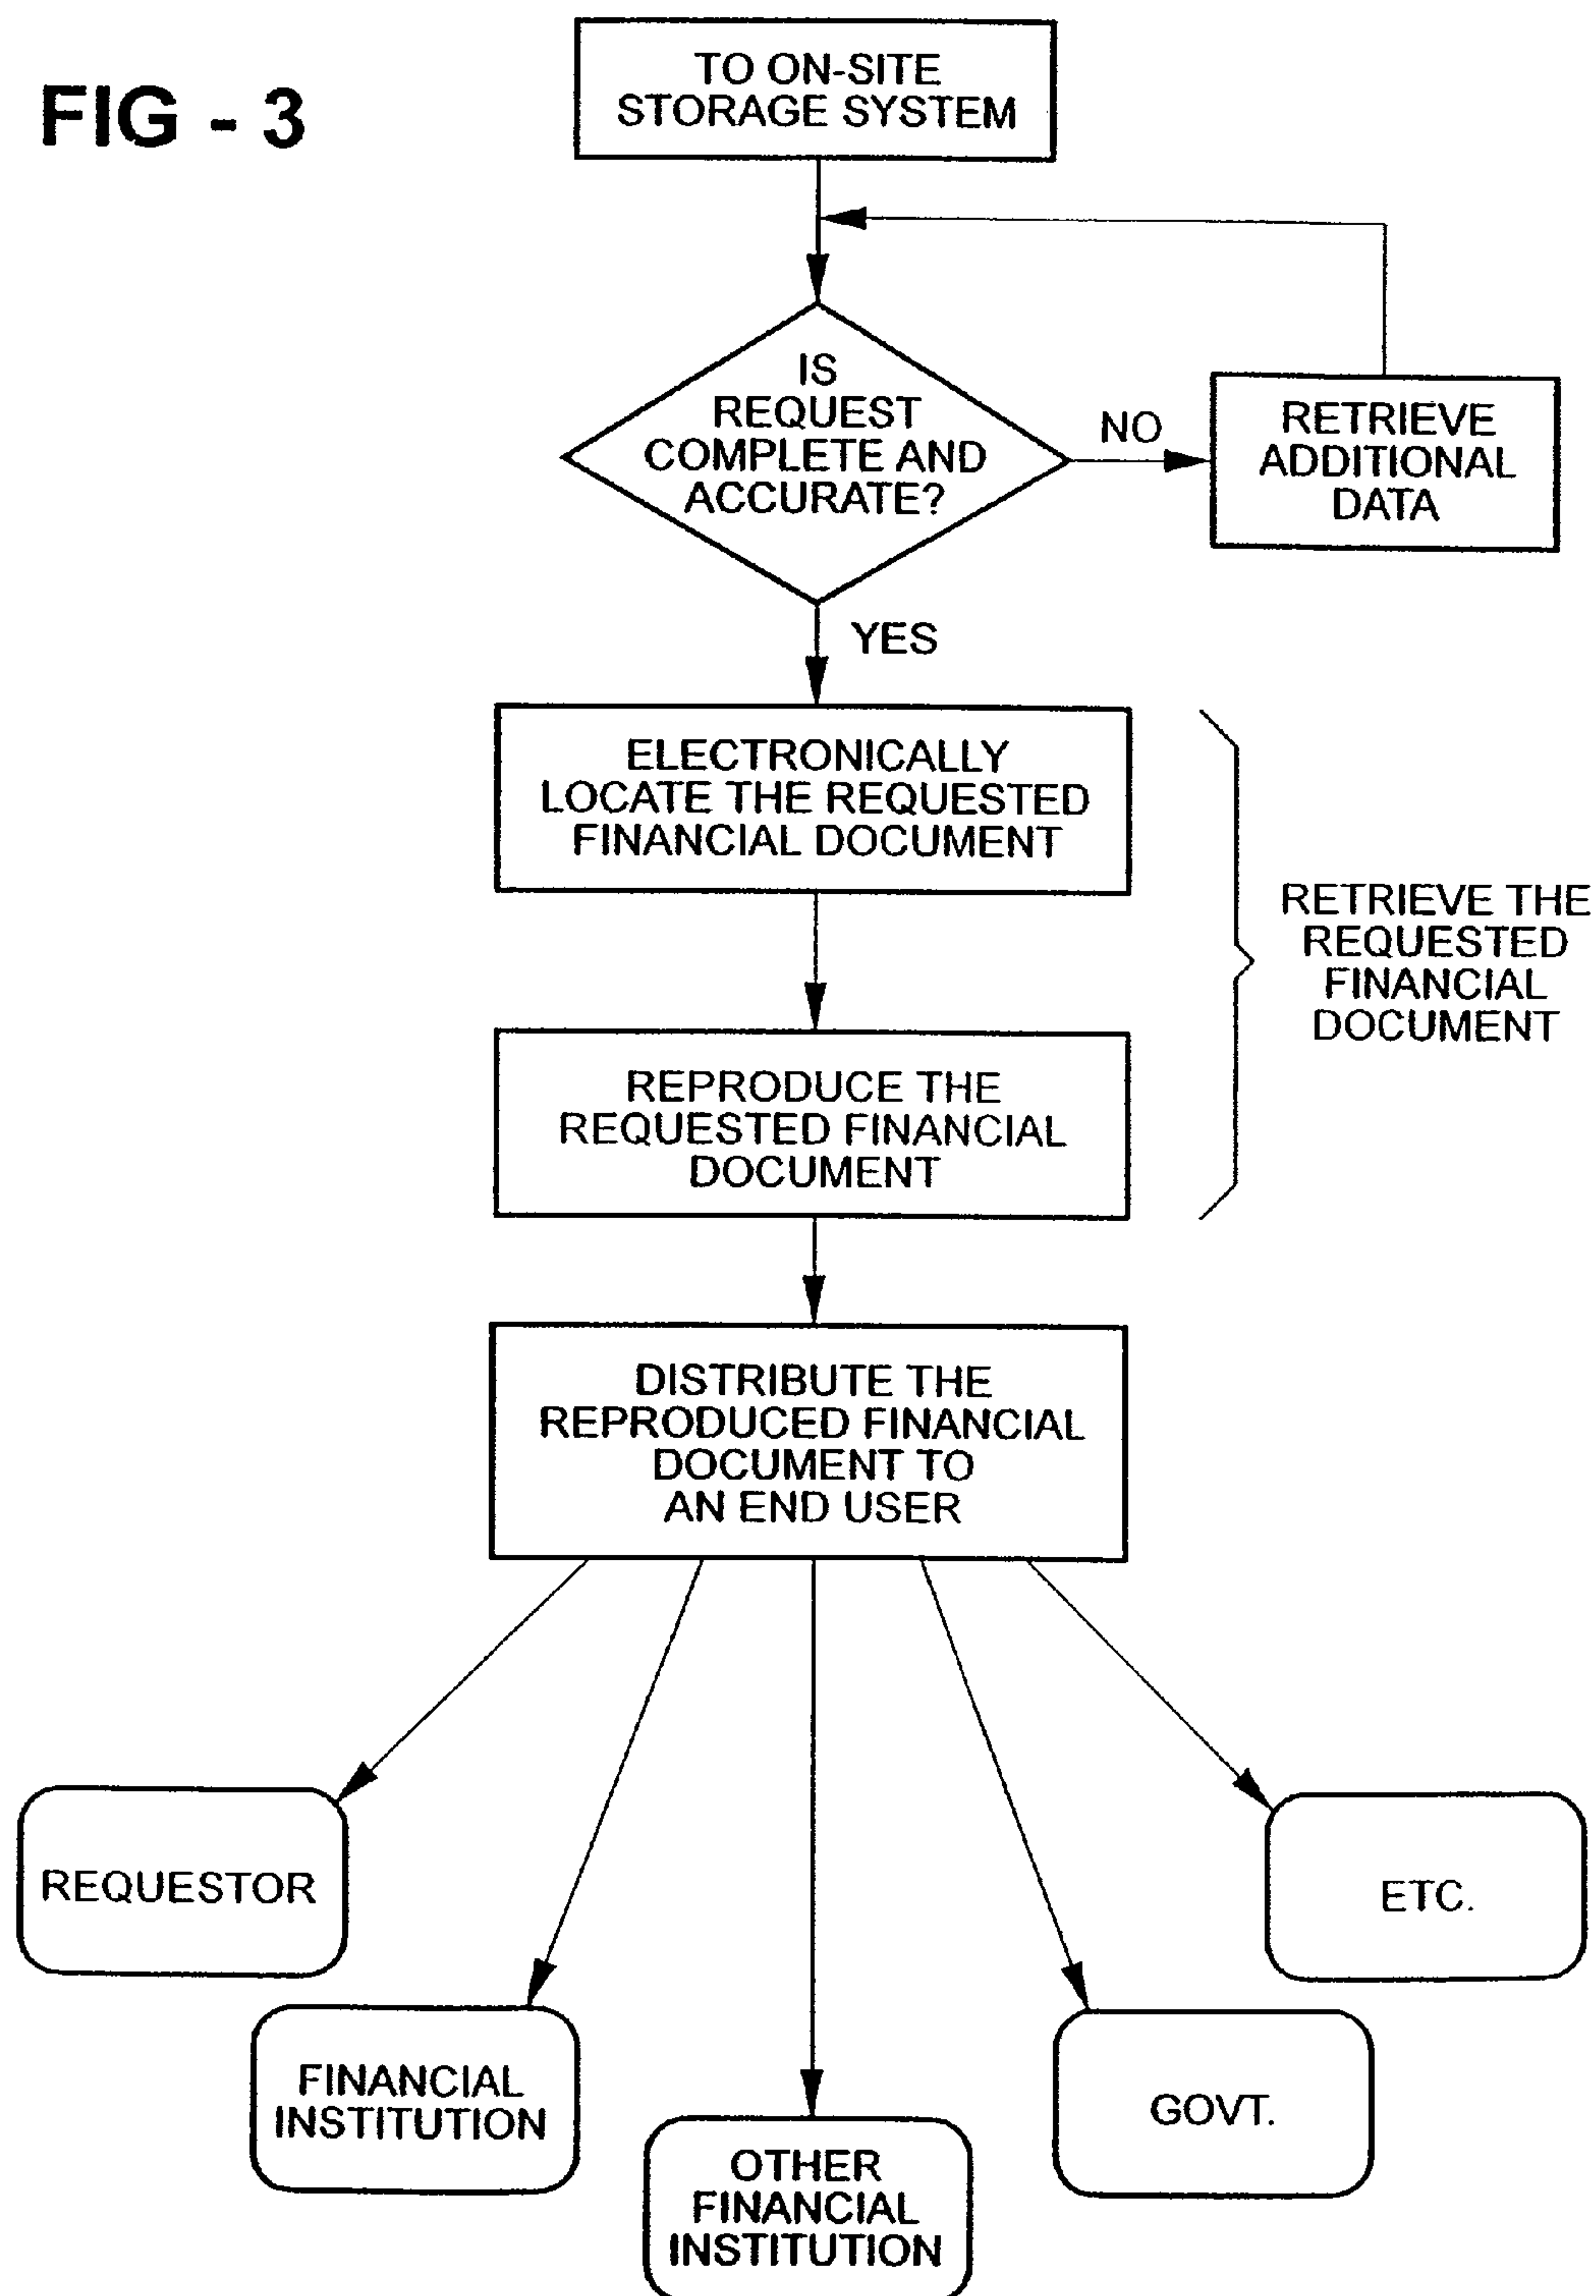 FIG - 3
TO ON-SITE
STORAGE SYSTEM
IS
REQUEST
COMPLETE AND
ACCURATE?
NO
RETRIEVE
ADDITIONAL
DATA
YES
ELECTRONICALLY
LOCATE THE REQUESTED
FINANCIAL DOCUMENT
RETRIEVE THE
REQUESTED
FINANCIAL
DOCUMENT
REPRODUCE THE
REQUESTED FINANCIAL
DOCUMENT
DISTRIBUTE THE
REPRODUCED FINANCIAL
DOCUMENT TO
AN END USER
REQUESTOR
FINANCIAL
INSTITUTION
OTHER
FINANCIAL
INSTITUTION
GOVT.
ETC.